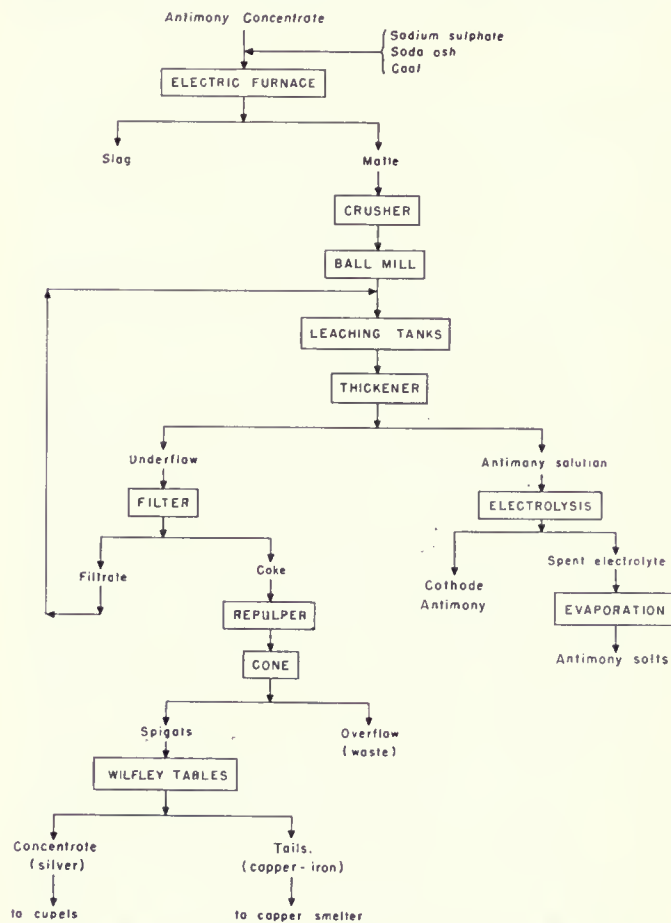 Antimony Concentrate
Sodium sulphate
Soda ash
Coal
ELECTRIC FURNACE
Slag
Matte
CRUSHER
BALL MILL
LEACHING TANKS
THICKENER
Underflow
Antimony solution
FILTER
ELECTROLYSIS
Filtrate
Cake
Cathode
Antimony
Spent electrolyte
REPULPER
EVAPORATION
CONE
Antimony salts
Spigots
Overflow
(waste)
WILFLEY TABLES
Concentrate
(silver)
Tails.
(copper-iron)
to cupels
to copper smelter